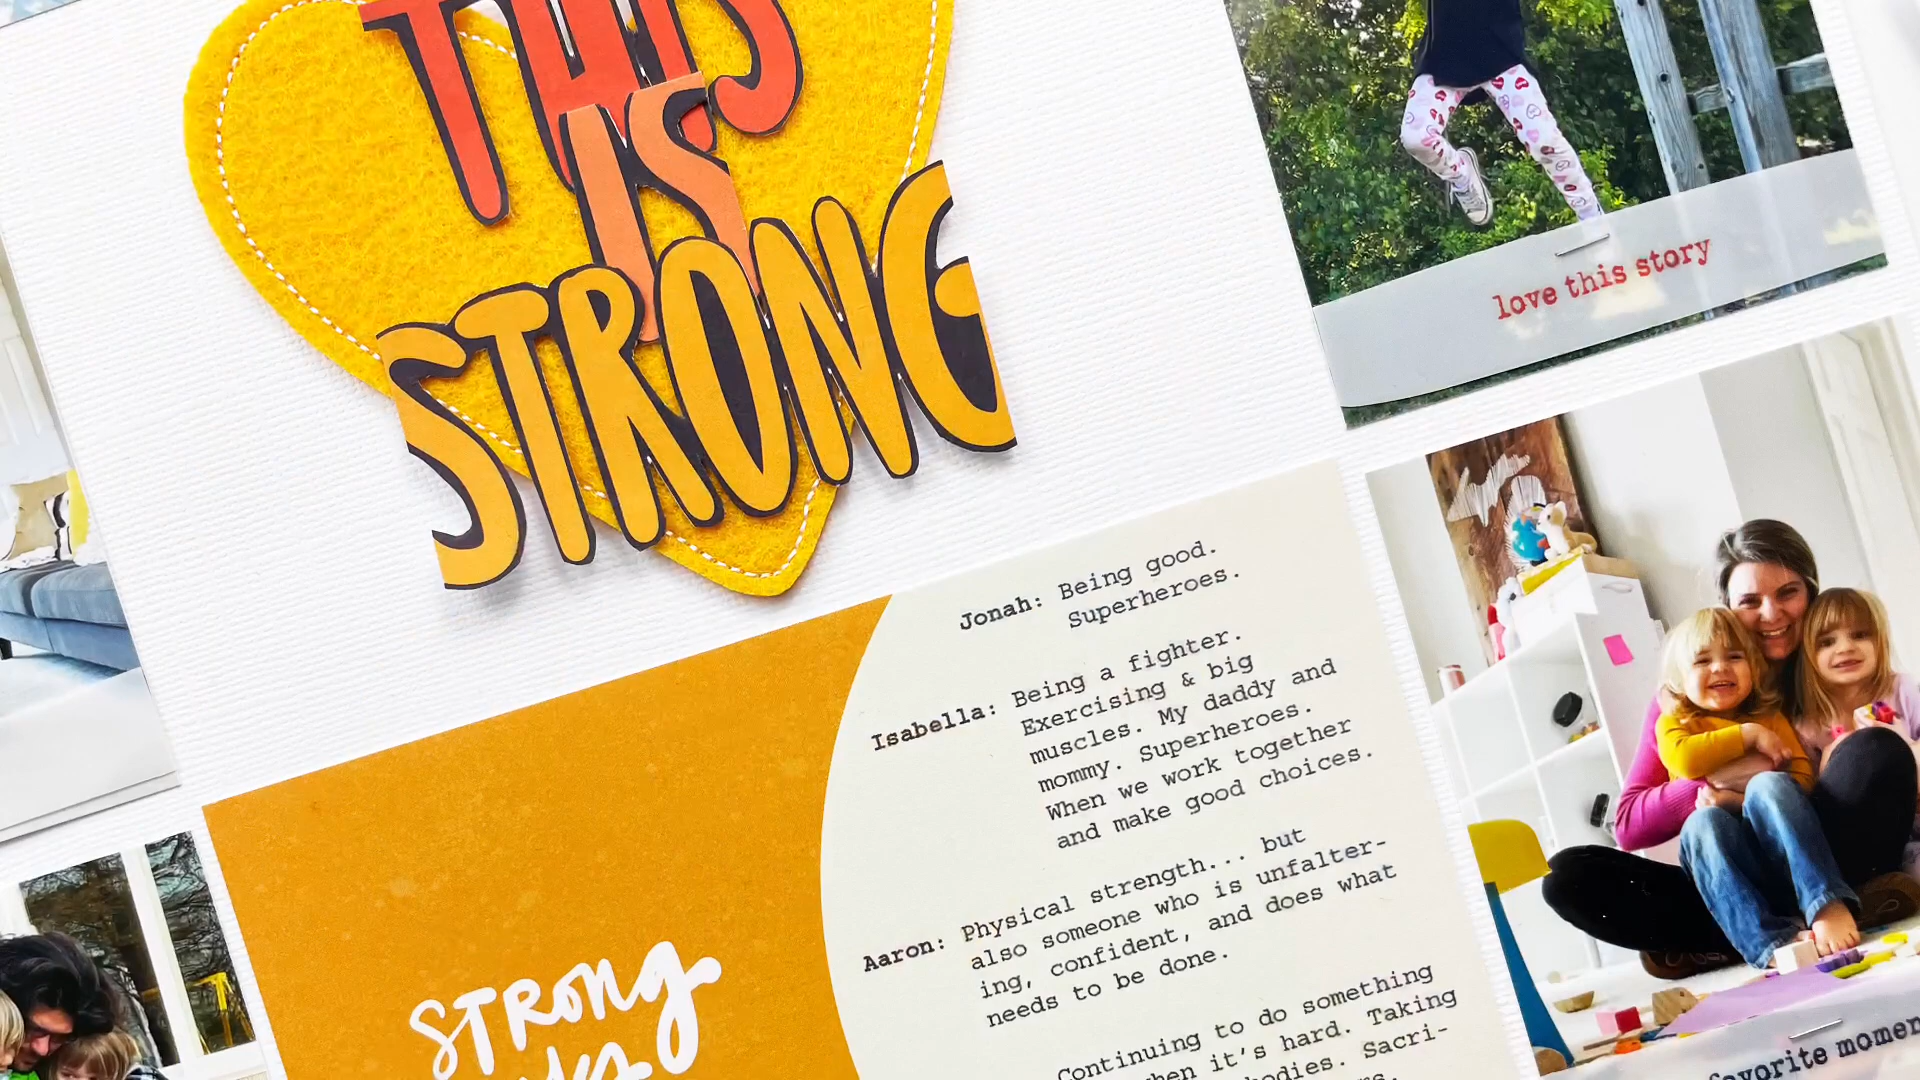 THIS
IS
STRONG
love this story
Jonah: Being good.
Superheroes.
Isabella: Being a fighter.
Exercising & big
muscles. My daddy and
mommy. Superheroes.
When we work together
and make good choices.
Aaron: Physical strength... but
also someone who is unfalter-
ing, confident, and does what
needs to be done.
Continuing to do something
it's hard. Taking
Sacri-
STRONG
favorite